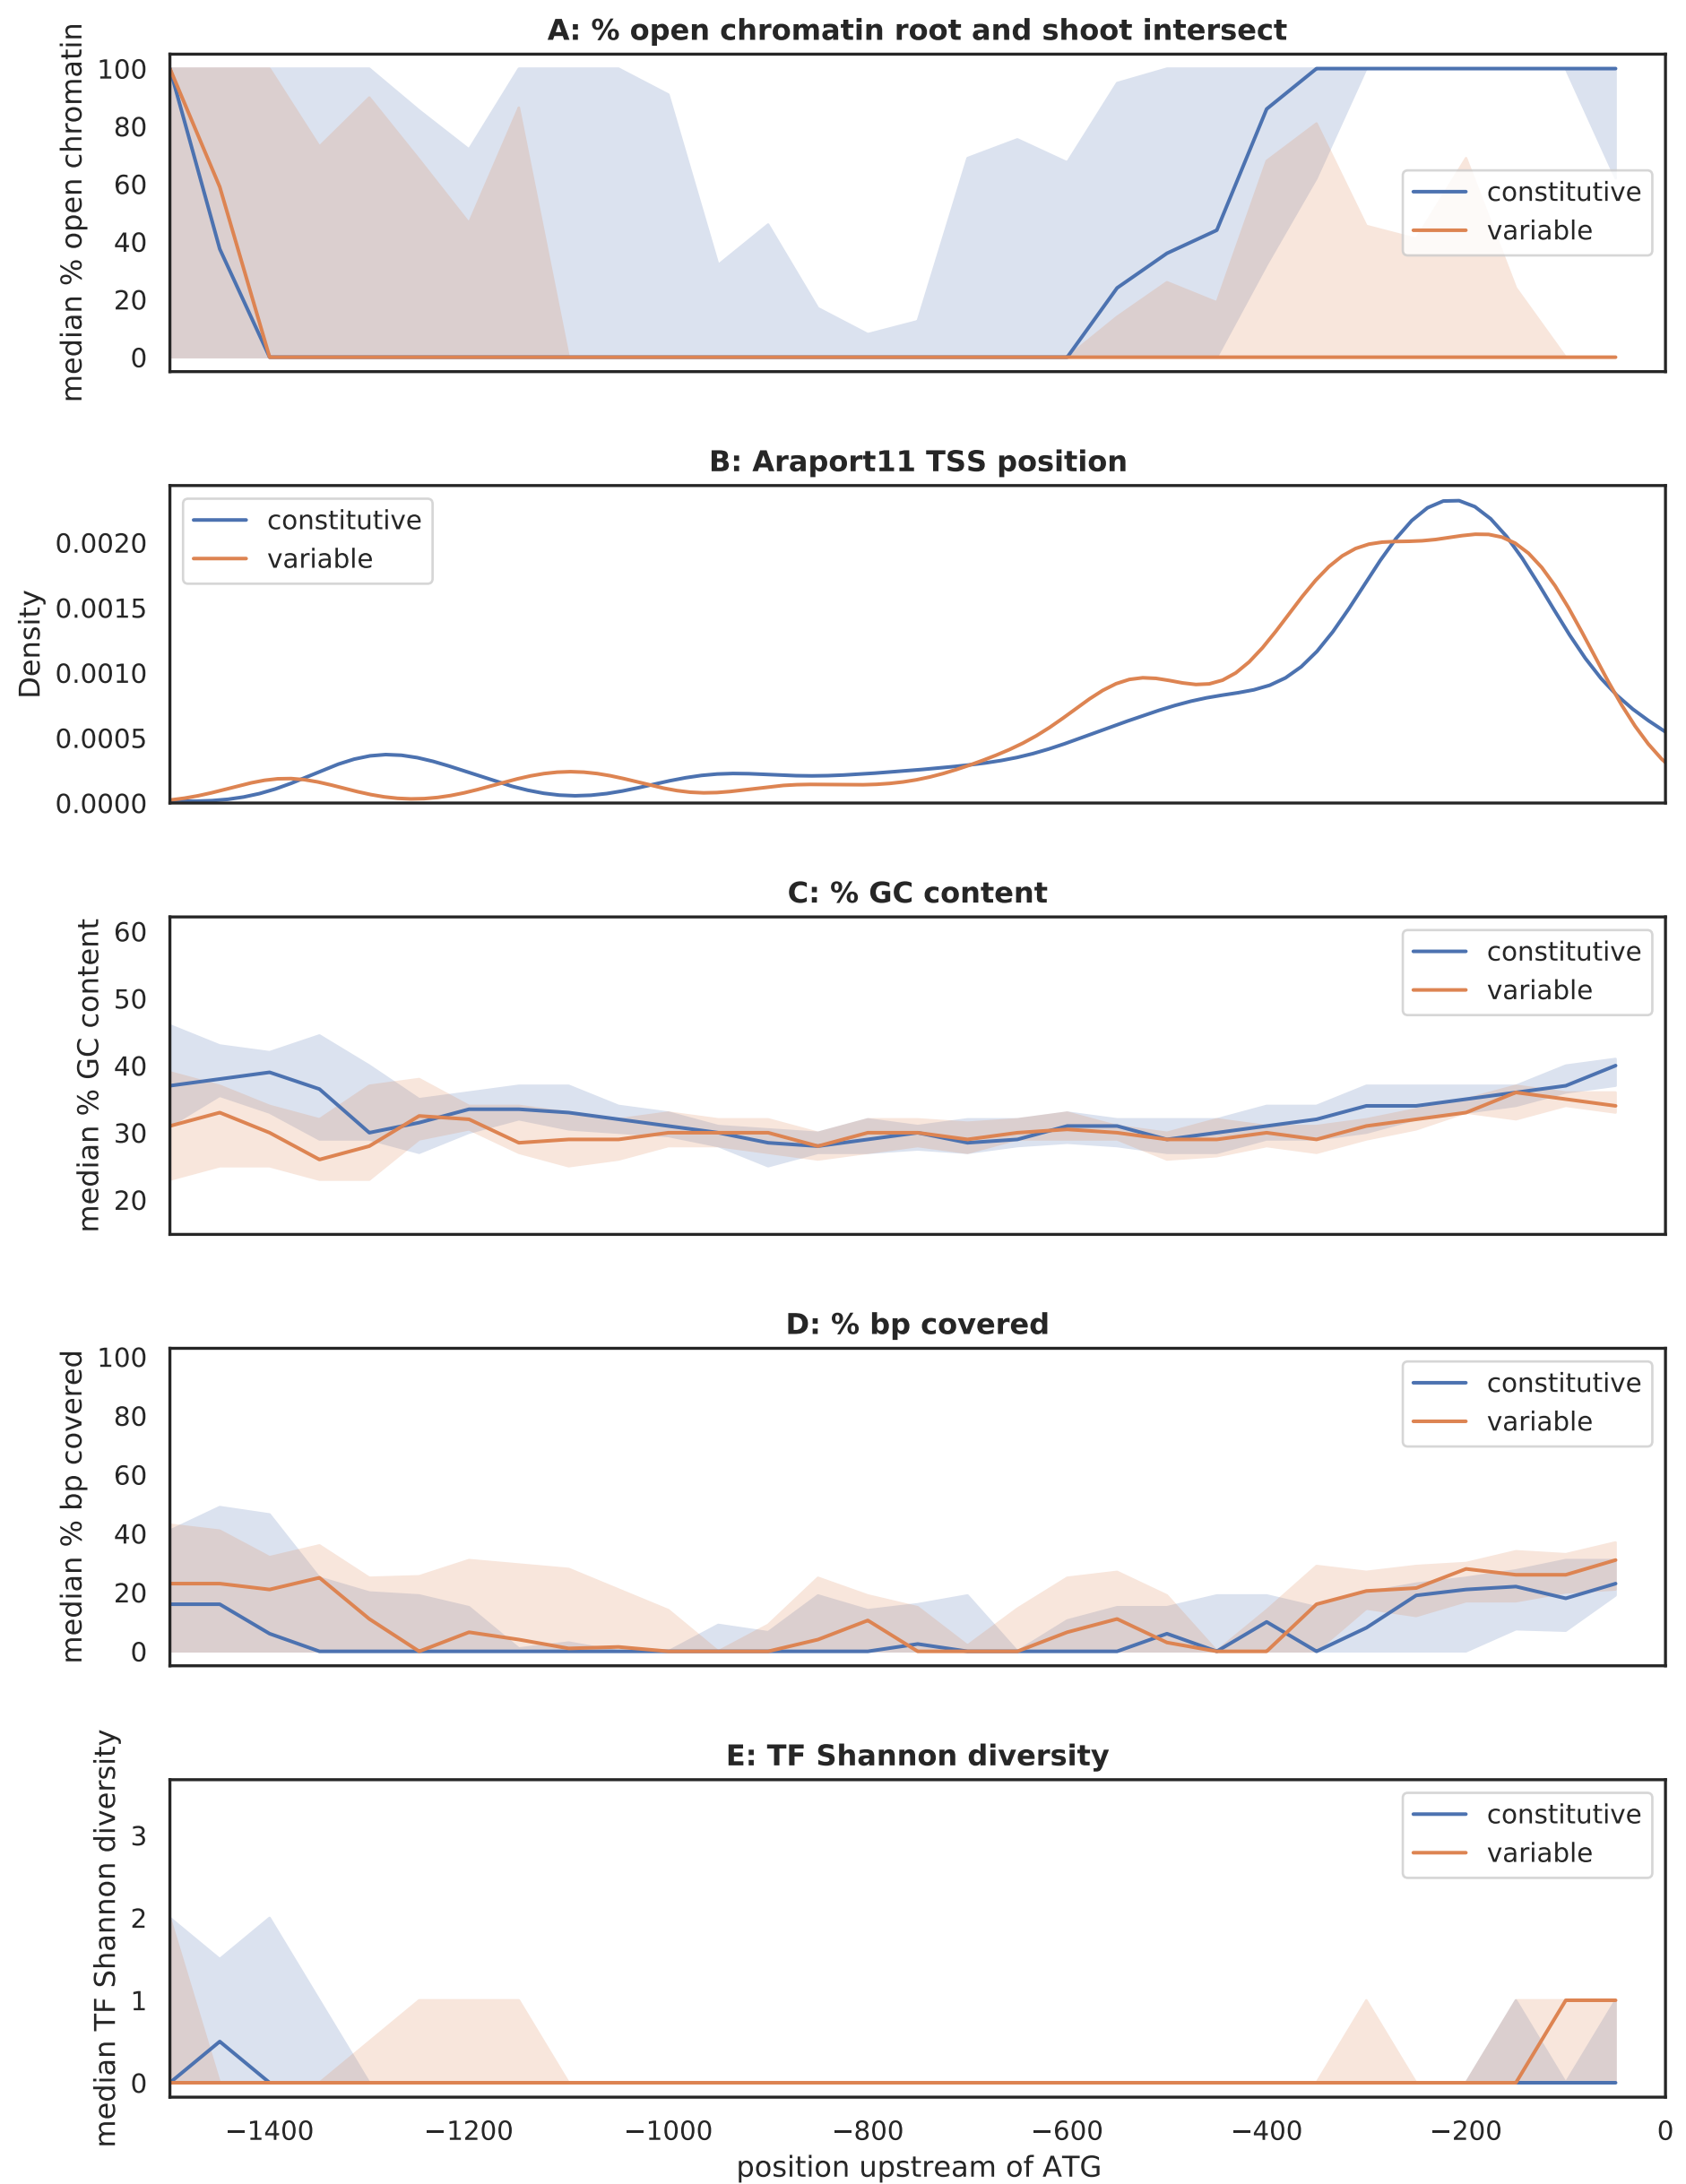 A: % open chromatin root and shoot intersect
median % open chromatin
100
80
60
40
20
0
constitutive
variable
B: Araport11 TSS position
Density
0.0020
0.0015
0.0010
0.0005
0.0000
constitutive
variable
C: % GC content
median % GC content
60
50
40
30
20
constitutive
variable
D: % bp covered
median % bp covered
100
80
60
40
20
0
constitutive
variable
E: TF Shannon diversity
median TF Shannon diversity
3
2
1
0
constitutive
variable
−1400 −1200 −1000 −800 −600 −400 −200 0
position upstream of ATG